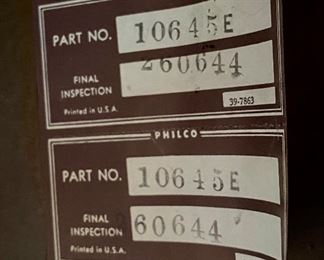 PART NO. 10645E
FINAL
INSPECTION 260644
Printed in U.S.A. 39-7863
PHILCO
PART NO. 10645E
FINAL
INSPECTION 60644
Printed in U.S.A.